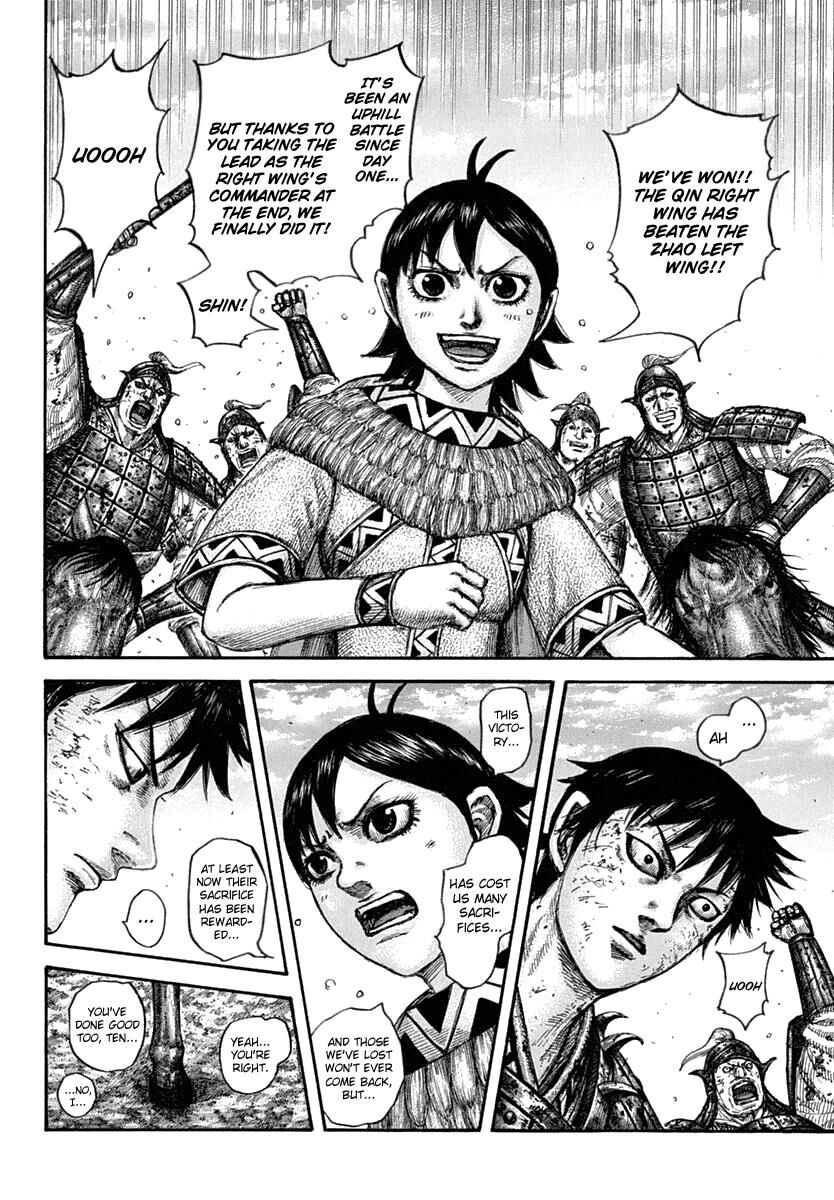 WE'VE WON!!
THE QIN RIGHT
WING HAS
BEATEN THE
ZHAO LEFT
WING!!
IT'S
BEEN AN
UPHILL
BATTLE
SINCE
DAY
ONE...
BUT THANKS TO
YOU TAKING THE
LEAD AS THE
RIGHT WING'S
COMMANDER AT
THE END, WE
FINALLY DID IT!
SHIN!
UOOOH
...
AH
UOOH
THIS
VICTO-
RY...
HAS COST
US MANY
SACRI-
FICES...
AND THOSE
WE'VE LOST
WON'T EVER
COME BACK,
BUT...
AT LEAST
NOW THEIR
SACRIFICE
HAS BEEN
REWARD-
ED...
...
YEAH...
YOU'RE
RIGHT.
YOU'VE
DONE GOOD
TOO, TEN...
...NO,
I...